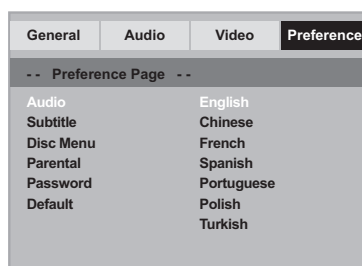 General Audio Video Preference
- - Preference Page - -
Audio English
Subtitle Chinese
Disc Menu French
Parental Spanish
Password Portuguese
Default Polish
Turkish